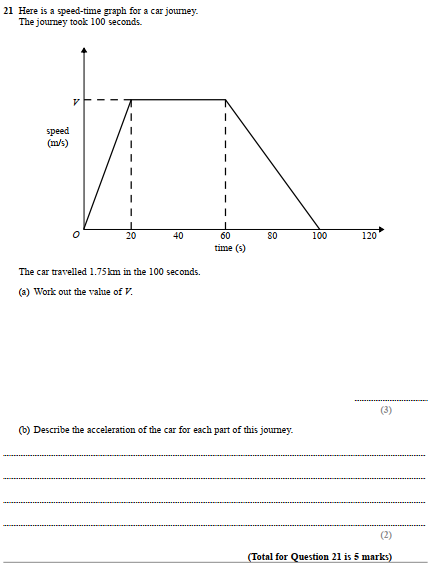 21 Here is a speed-time graph for a car journey.
The journey took 100 seconds.
V
speed
(m/s)
O 20 40 60 80 100 120
time (s)
The car travelled 1.75 km in the 100 seconds.
(a) Work out the value of V.
(3)
(b) Describe the acceleration of the car for each part of this journey.
(2)
(Total for Question 21 is 5 marks)